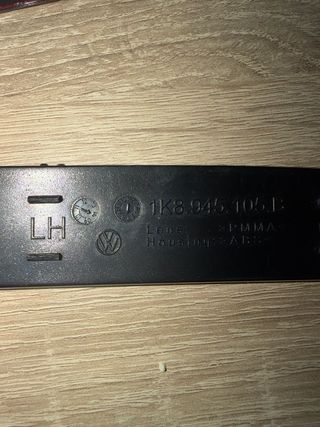 LH
1K8.945.105.B
Lens: >PMMA<
Housing:>ABS<